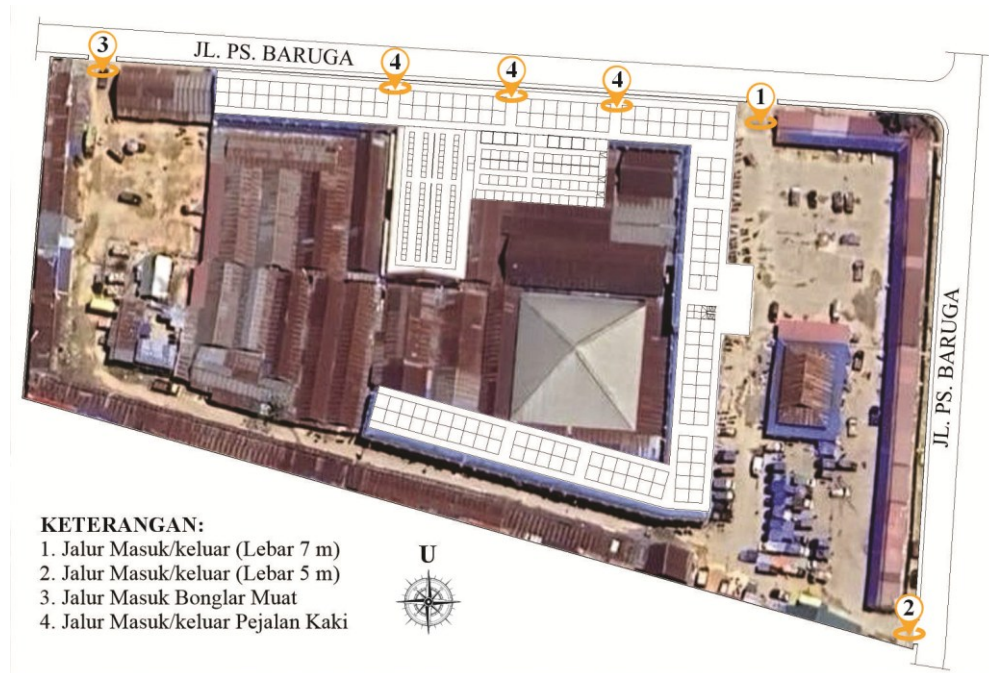 JL. PS. BARUGA
3
4
4
4
1
JL. PS. BARUGA
2
KETERANGAN:
1. Jalur Masuk/keluar (Lebar 7 m)
2. Jalur Masuk/keluar (Lebar 5 m)
3. Jalur Masuk Bonglar Muat
4. Jalur Masuk/keluar Pejalan Kaki
U